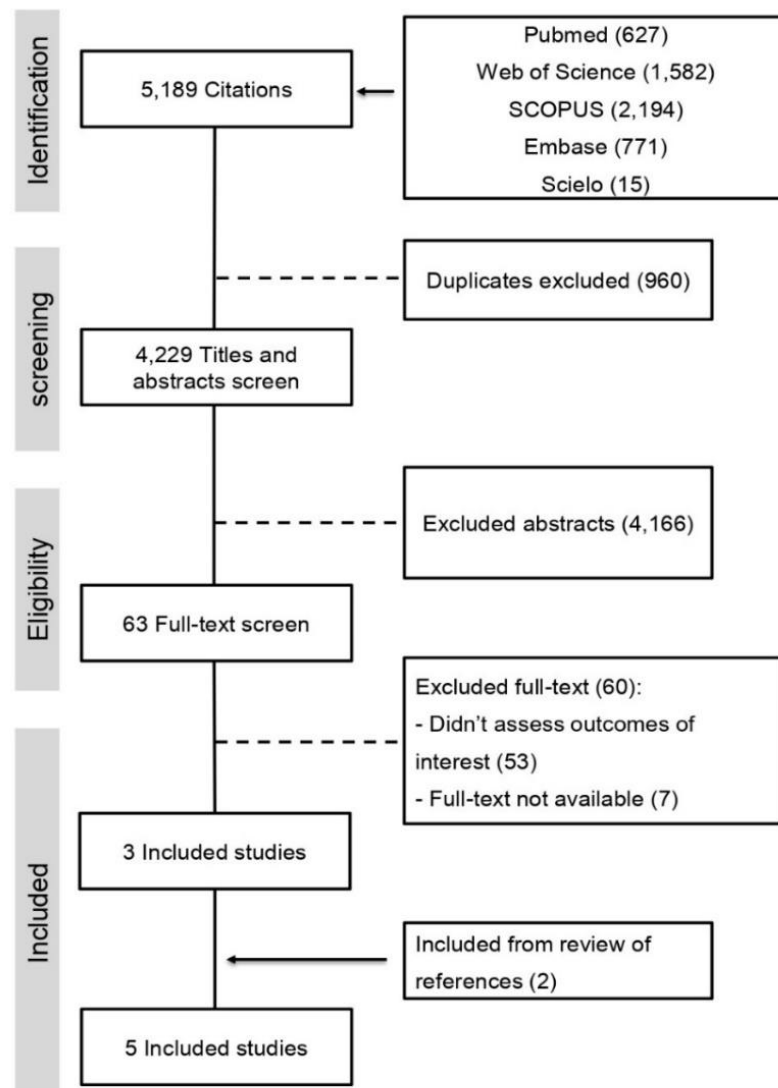 Identification
5,189 Citations
Pubmed (627)
Web of Science (1,582)
SCOPUS (2,194)
Embase (771)
Scielo (15)
screening
Duplicates excluded (960)
4,229 Titles and
abstracts screen
Eligibility
Excluded abstracts (4,166)
63 Full-text screen
Excluded full-text (60):
- Didn’t assess outcomes of
interest (53)
- Full-text not available (7)
Included
3 Included studies
Included from review of
references (2)
5 Included studies